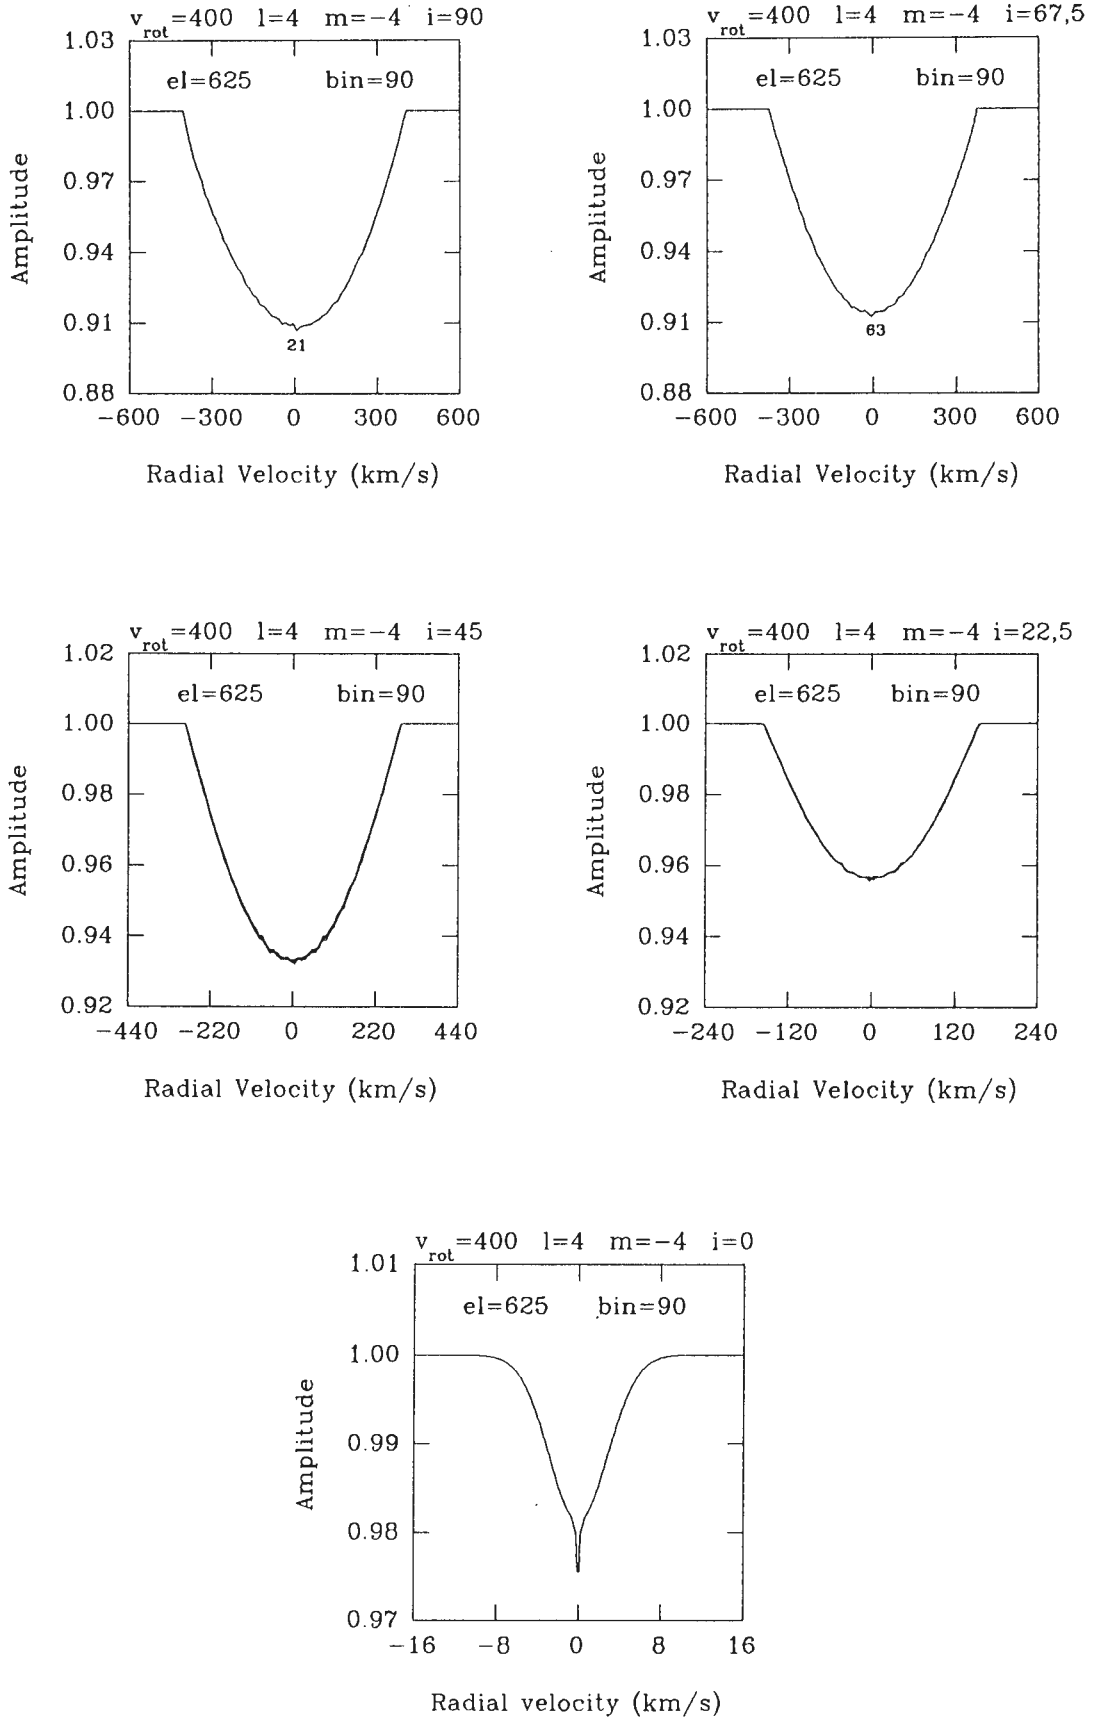 v_rot=400 l=4 m=-4 i=90
1.03
el=625 bin=90
1.00
0.97
0.94
0.91
0.88
Amplitude
21
-600 -300 0 300 600
Radial Velocity (km/s)
v_rot=400 l=4 m=-4 i=67,5
1.03
el=625 bin=90
1.00
0.97
0.94
0.91
0.88
Amplitude
63
-600 -300 0 300 600
Radial Velocity (km/s)
v_rot=400 l=4 m=-4 i=45
1.02
el=625 bin=90
1.00
0.98
0.96
0.94
0.92
Amplitude
-440 -220 0 220 440
Radial Velocity (km/s)
v_rot=400 l=4 m=-4 i=22,5
1.02
el=625 bin=90
1.00
0.98
0.96
0.94
0.92
Amplitude
-240 -120 0 120 240
Radial Velocity (km/s)
v_rot=400 l=4 m=-4 i=0
1.01
el=625 bin=90
1.00
0.99
0.98
0.97
Amplitude
-16 -8 0 8 16
Radial velocity (km/s)